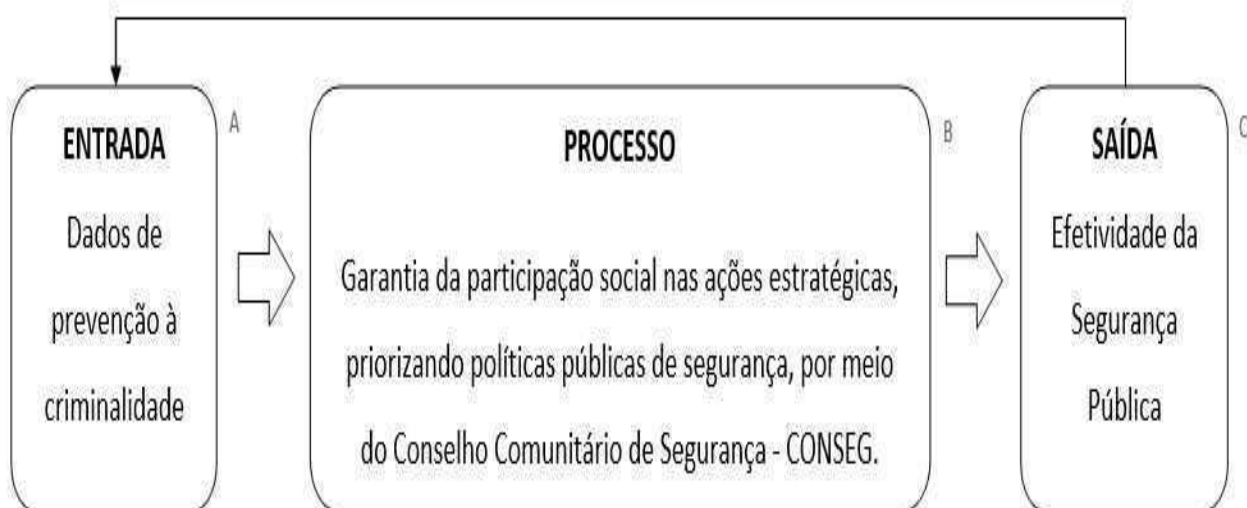 ENTRADA
Dados de
prevenção à
criminalidade
A
PROCESSO
Garantia da participação social nas ações estratégicas,
priorizando políticas públicas de segurança, por meio
do Conselho Comunitário de Segurança - CONSEG.
B
SAÍDA
Efetividade da
Segurança
Pública
C